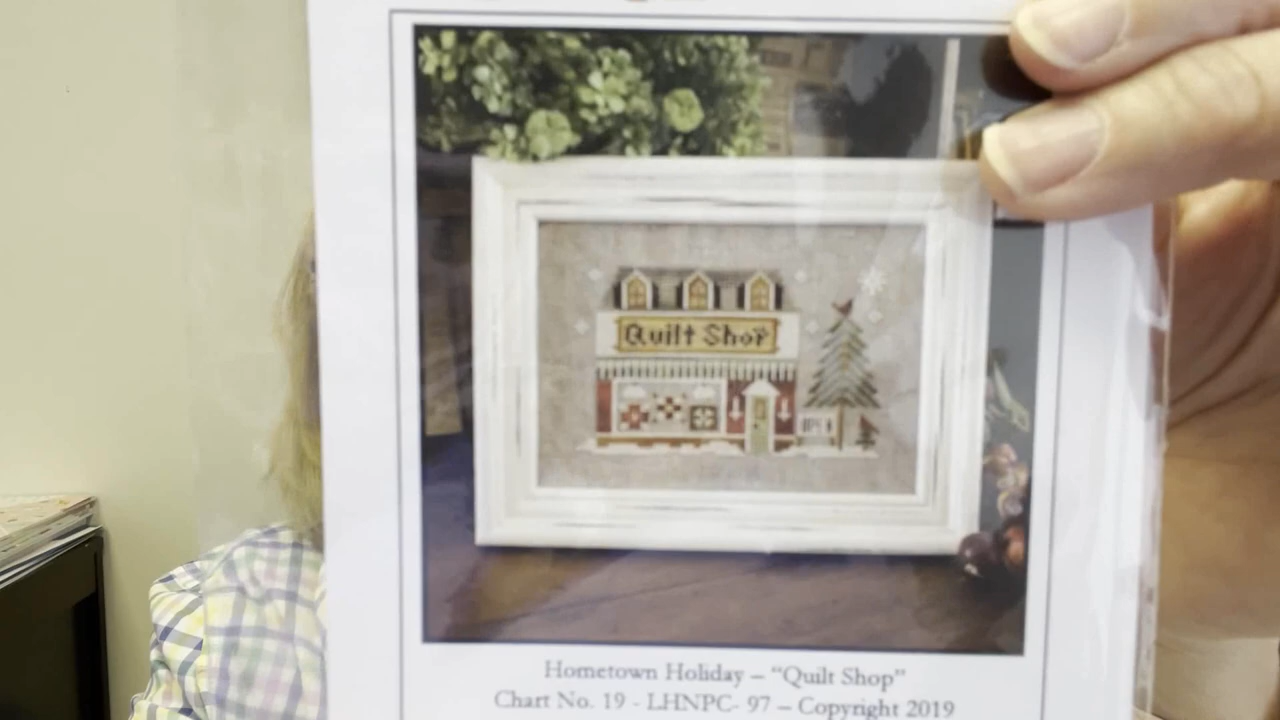 Quilt Shop
Hometown Holiday – “Quilt Shop”
Chart No. 19 - LHNPC- 97 – Copyright 2019